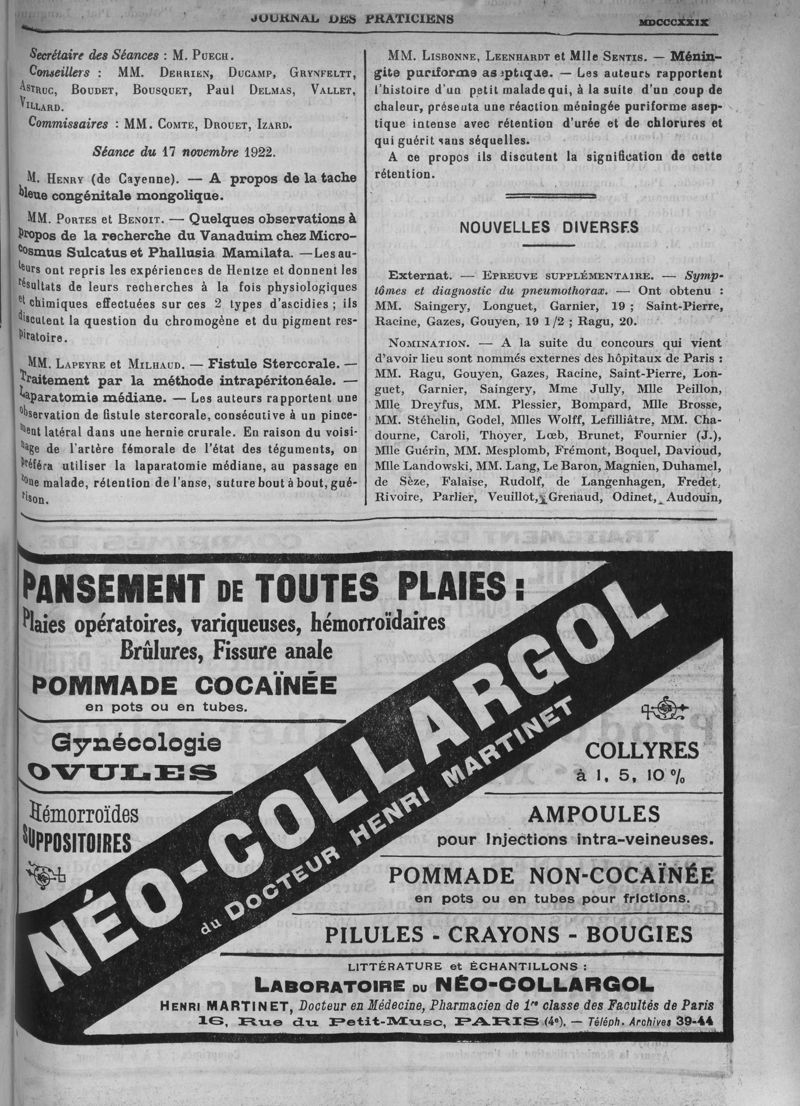 JOURNAL DES PRATICIENS
MDCCCCXXIX
Secrétaire des Séances : M. PUECH.
Conseillers : MM. DERRIEN, DUCAMP, GRYNFELTT,
ASTRUC, BOUDET, BOUSQUET, Paul DELMAS, VALLET,
VILLARD.
Commissaires : MM. COMTE, DROUET, IZARD.
Séance du 17 novembre 1922.
M. HENRY (de Cayenne). — A propos de la tache
bleue congénitale mongolique.
MM. PORTES et BENOIT. — Quelques observations à
propos de la recherche du Vanaduim chez Micro-
cosmus Sulcatus et Phallusia Mamilata. — Les au-
teurs ont repris les expériences de Hentze et donnent les
résultats de leurs recherches à la fois physiologiques
et chimiques effectuées sur ces 2 types d'ascidies ; ils
discutent la question du chromogène et du pigment res-
piratoire.
MM. LAPEYRE et MILHAUD. — Fistule Stercorale. —
Traitement par la méthode intrapéritonéale. —
Laparatomie médiane. — Les auteurs rapportent une
observation de fistule stercorale, consécutive à un pince-
ment latéral dans une hernie crurale. En raison du voisi-
nage de l'artère fémorale de l'état des téguments, on
préféra utiliser la laparatomie médiane, au passage en
zone malade, rétention de l'anse, suture bout à bout, gué-
rison.
MM. LISBONNE, LEENHARDT et Mlle SENTIS. — Ménin-
gite puriforme aseptique. — Les auteurs rapportent
l'histoire d'un petit malade qui, à la suite d'un coup de
chaleur, présenta une réaction méningée puriforme asep-
tique intense avec rétention d'urée et de chlorures et
qui guérit sans séquelles.
A ce propos ils discutent la signification de cette
rétention.
NOUVELLES DIVERSES
Externat. — EPREUVE SUPPLÉMENTAIRE. — Symp-
tômes et diagnostic du pneumothorax. — Ont obtenu :
MM. Saingery, Longuet, Garnier, 19 ; Saint-Pierre,
Racine, Gazes, Gouyen, 19 1/2 ; Ragu, 20.
NOMINATION. — A la suite du concours qui vient
d'avoir lieu sont nommés externes des hôpitaux de Paris :
MM. Ragu, Gouyen, Gazes, Racine, Saint-Pierre, Lon-
guet, Garnier, Saingery, Mme Jully, Mlle Peillon,
Mlle Dreyfus, MM. Plessier, Bompard, Mlle Brosse,
MM. Stéhelin, Godel, Mlles Wolff, Lefilliâtre, MM. Cha-
dourne, Caroli, Thoyer, Lœb, Brunet, Fournier (J.),
Mlle Guérin, MM. Mesplomb, Frémont, Boquel, Davioud,
Mlle Landowski, MM. Lang, Le Baron, Magnien, Duhamel,
de Sèze, Falaise, Rudolf, de Langenhagen, Fredet,
Rivoire, Parlier, Veuillot, Grenaud, Odinet, Audouin,
PANSEMENT DE TOUTES PLAIES :
Plaies opératoires, variqueuses, hémorroïdaires
Brûlures, Fissure anale
POMMADE COCAÏNÉE
en pots ou en tubes.
Gynécologie
OVULES
Hémorroïdes
SUPPOSITOIRES
NÉO-COLLARGOL
du DOCTEUR HENRI MARTINET
COLLYRES
à 1, 5, 10 %
AMPOULES
pour Injections intra-veineuses.
POMMADE NON-COCAÏNÉE
en pots ou en tubes pour frictions.
PILULES - CRAYONS - BOUGIES
LITTÉRATURE et ÉCHANTILLONS :
LABORATOIRE DU NÉO-COLLARGOL
HENRI MARTINET, Docteur en Médecine, Pharmacien de 1re classe des Facultés de Paris
16, Rue du Petit-Musc, PARIS (4e). — Téléph. Archives 39-44